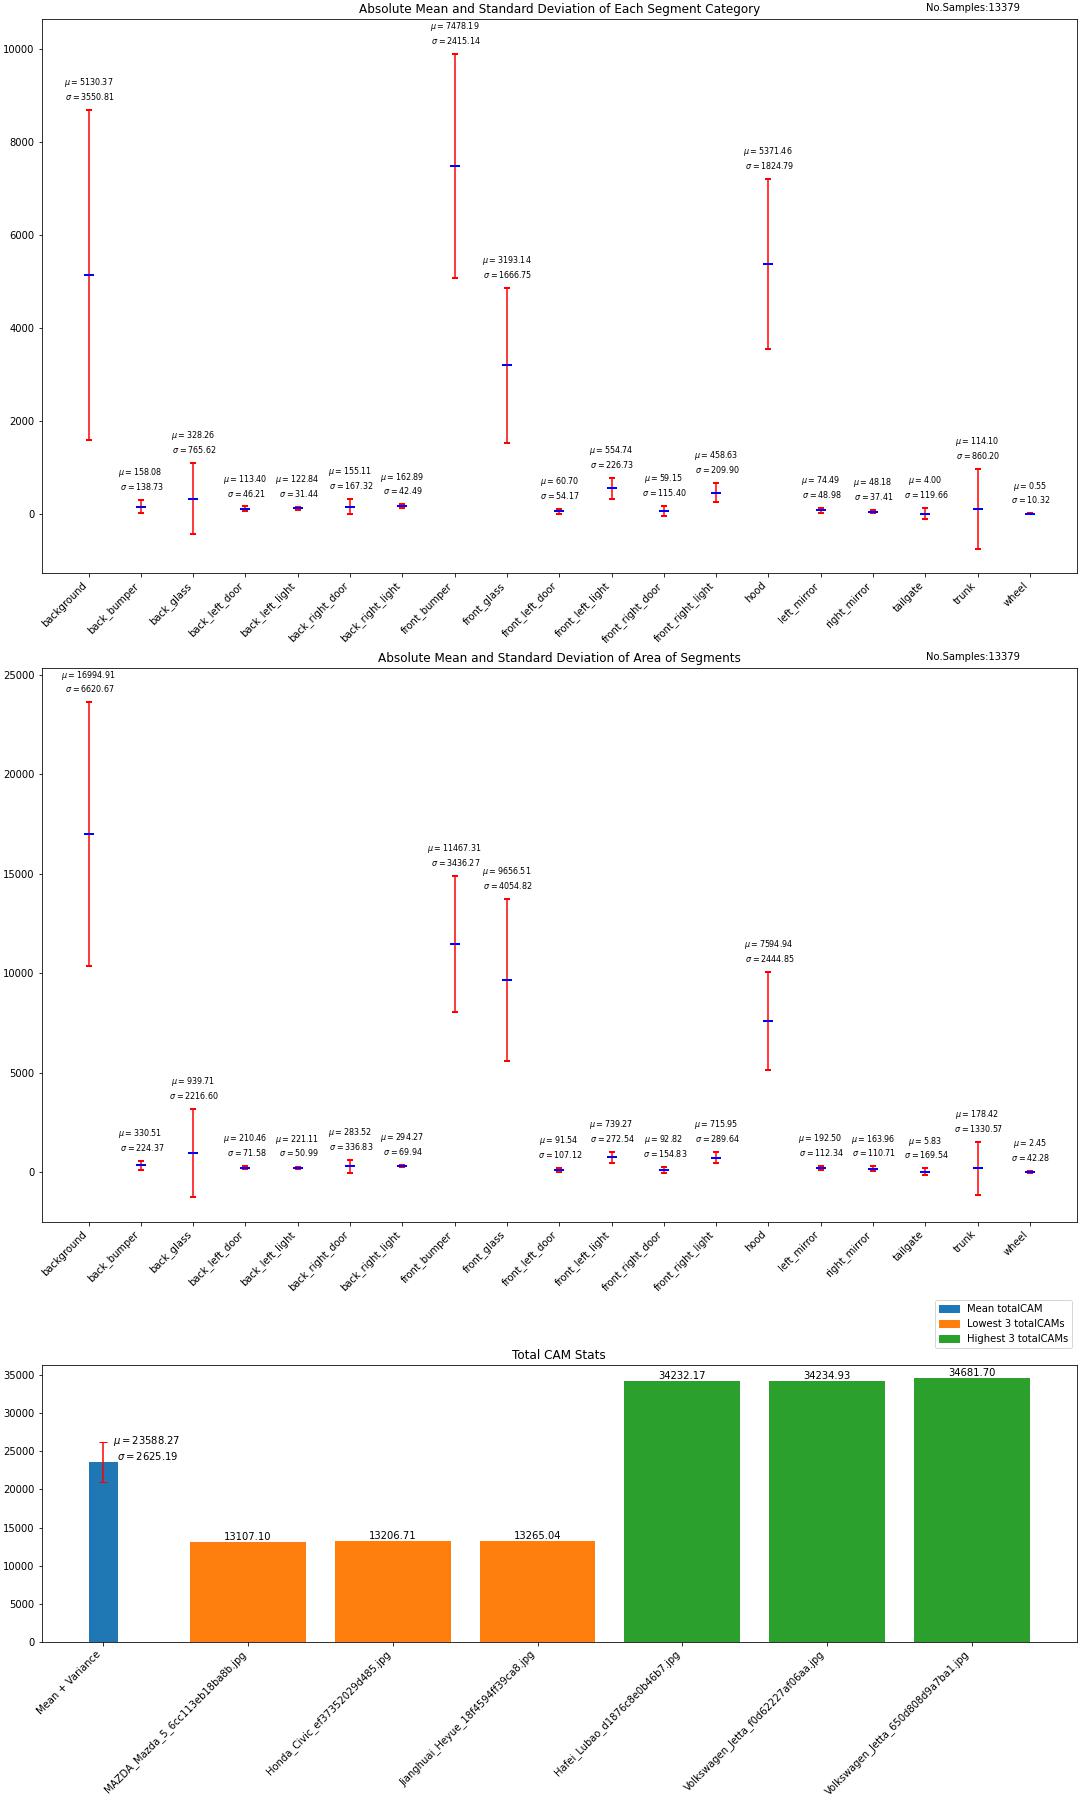 Absolute Mean and Standard Deviation of Each Segment Category
No.Samples:13379
10000
8000
6000
4000
2000
0
μ = 5130.37
σ = 3550.81
μ = 158.08
σ = 138.73
μ = 328.26
σ = 765.62
μ = 113.40
σ = 46.21
μ = 122.84
σ = 31.44
μ = 155.11
σ = 167.32
μ = 162.89
σ = 42.49
μ = 7478.19
σ = 2415.14
μ = 3193.14
σ = 1666.75
μ = 60.70
σ = 54.17
μ = 554.74
σ = 226.73
μ = 59.15
σ = 115.40
μ = 458.63
σ = 209.90
μ = 5371.46
σ = 1824.79
μ = 74.49
σ = 48.98
μ = 48.18
σ = 37.41
μ = 4.00
σ = 119.66
μ = 114.10
σ = 860.20
μ = 0.55
σ = 10.32
background
back_bumper
back_glass
back_left_door
back_left_light
back_right_door
back_right_light
front_bumper
front_glass
front_left_door
front_left_light
front_right_door
front_right_light
hood
left_mirror
right_mirror
tailgate
trunk
wheel
Absolute Mean and Standard Deviation of Area of Segments
No.Samples:13379
25000
20000
15000
10000
5000
0
μ = 16994.91
σ = 6620.67
μ = 330.51
σ = 224.37
μ = 939.71
σ = 2216.60
μ = 210.46
σ = 71.58
μ = 221.11
σ = 50.99
μ = 283.52
σ = 336.83
μ = 294.27
σ = 69.94
μ = 11467.31
σ = 3436.27
μ = 9656.51
σ = 4054.82
μ = 91.54
σ = 107.12
μ = 739.27
σ = 272.54
μ = 92.82
σ = 154.83
μ = 715.95
σ = 289.64
μ = 7594.94
σ = 2444.85
μ = 192.50
σ = 112.34
μ = 163.96
σ = 110.71
μ = 5.83
σ = 169.54
μ = 178.42
σ = 1330.57
μ = 2.45
σ = 42.28
background
back_bumper
back_glass
back_left_door
back_left_light
back_right_door
back_right_light
front_bumper
front_glass
front_left_door
front_left_light
front_right_door
front_right_light
hood
left_mirror
right_mirror
tailgate
trunk
wheel
Mean totalCAM
Lowest 3 totalCAMs
Highest 3 totalCAMs
Total CAM Stats
35000
30000
25000
20000
15000
10000
5000
0
μ = 23588.27
σ = 2625.19
13107.10
13206.71
13265.04
34232.17
34234.93
34681.70
Mean + Variance
MAZDA_Mazda_5_6cc113eb18ba8b.jpg
Honda_Civic_ef37352029d485.jpg
Jianghuai_Heyue_18f4594ff39ca8.jpg
Hafei_Lubao_d1876c8e0b46b7.jpg
Volkswagen_Jetta_f0d62227af06aa.jpg
Volkswagen_Jetta_650d808d9a7ba1.jpg